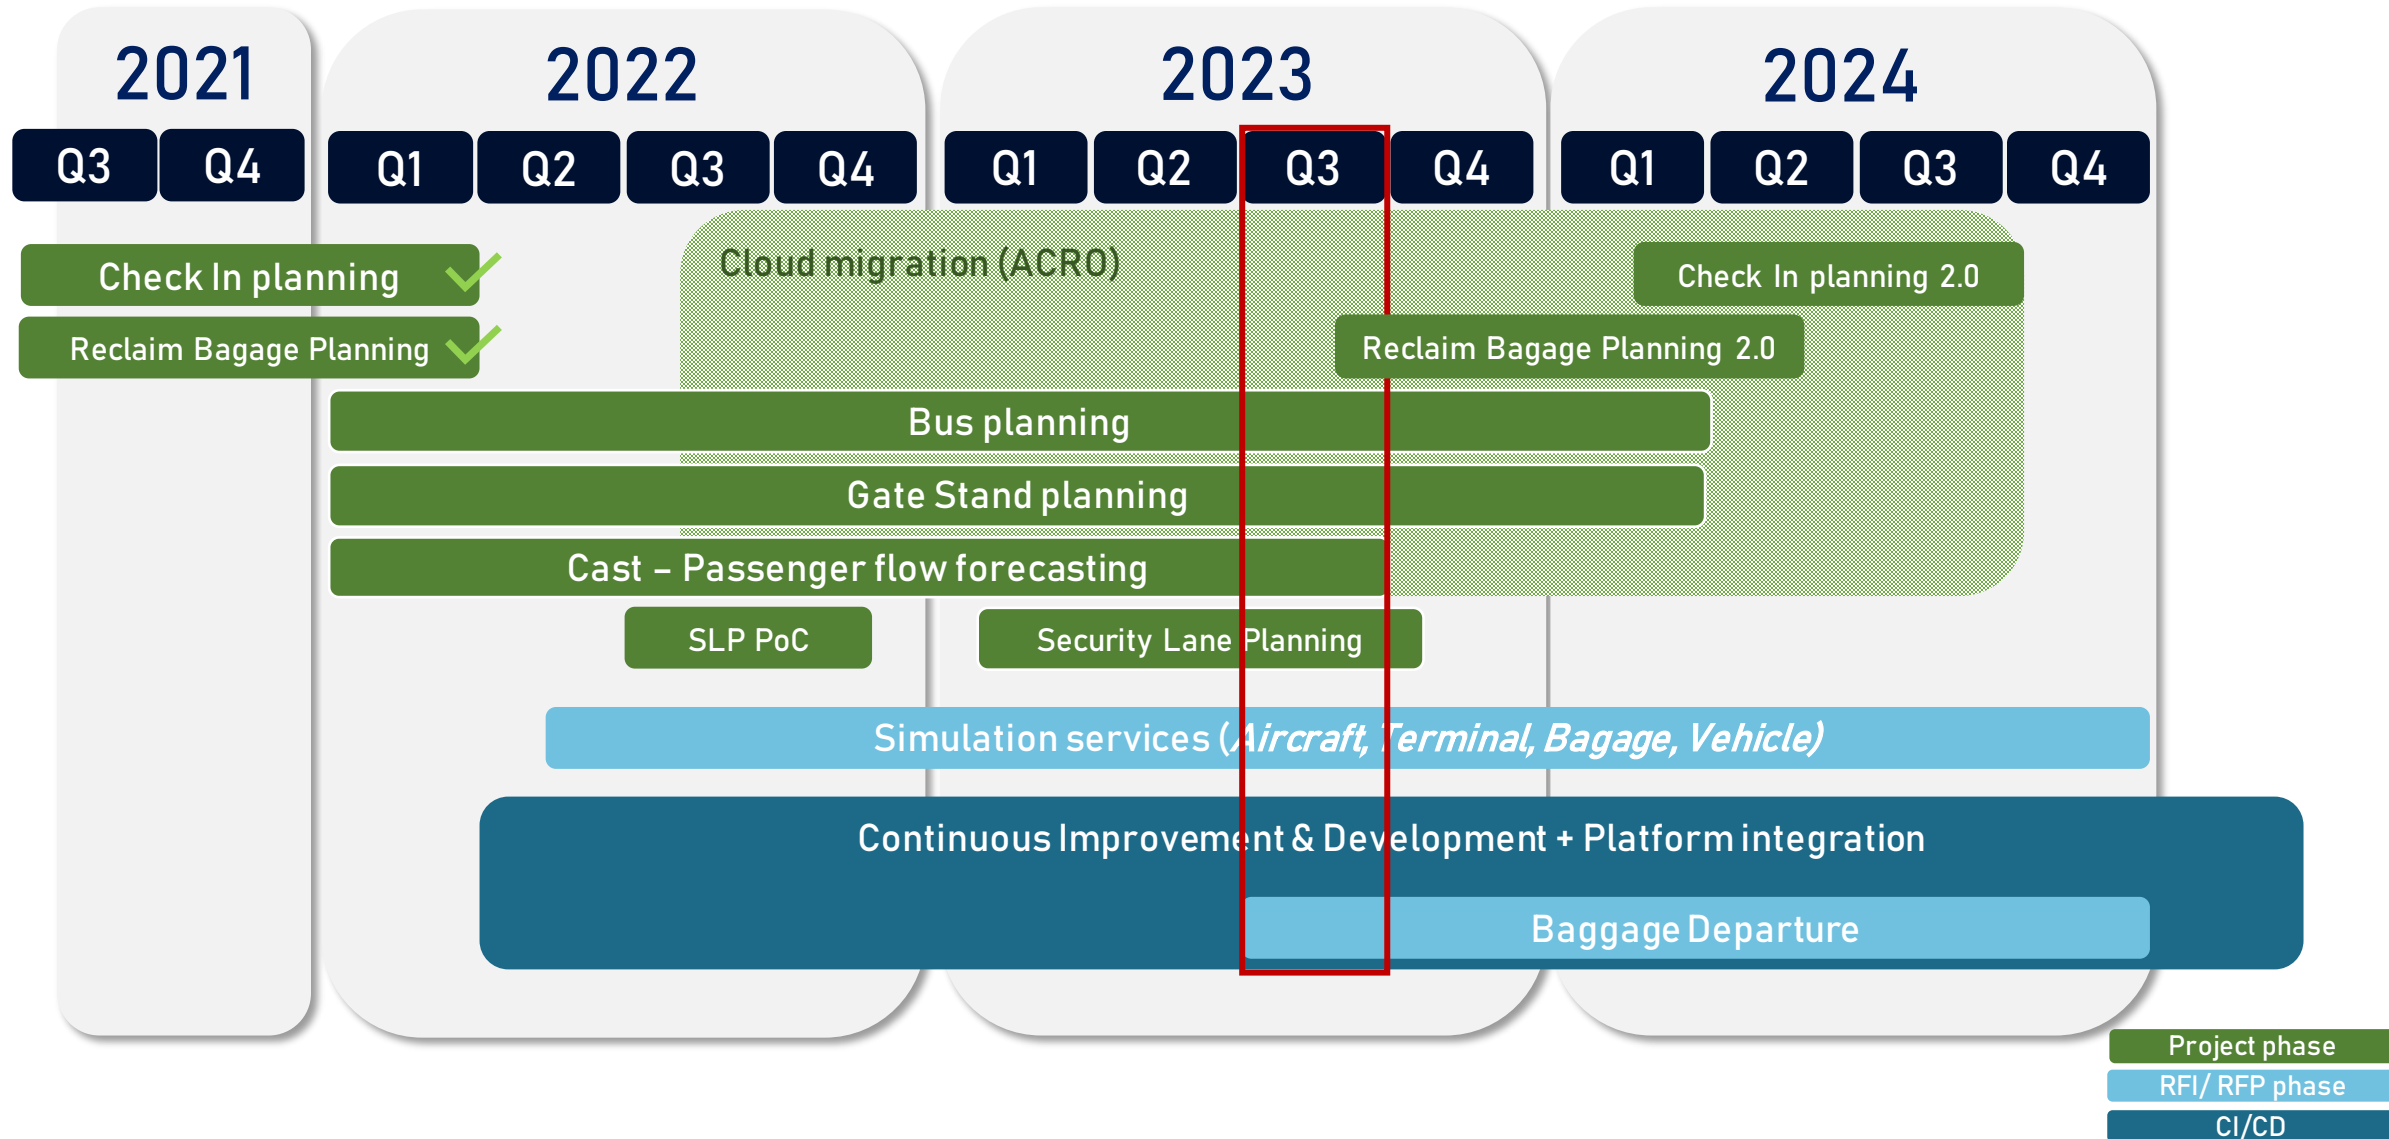 2021
2022
2023
2024
Q3 Q4 Q1 Q2 Q3 Q4 Q1 Q2 Q3 Q4 Q1 Q2 Q3 Q4
Cloud migration (ACRO)
Check In planning
Check In planning 2.0
Reclaim Bagage Planning
Reclaim Bagage Planning 2.0
Bus planning
Gate Stand planning
Cast – Passenger flow forecasting
SLP PoC
Security Lane Planning
Simulation services (Aircraft, Terminal, Bagage, Vehicle)
Continuous Improvement & Development + Platform integration
Baggage Departure
Project phase
RFI/ RFP phase
CI/CD